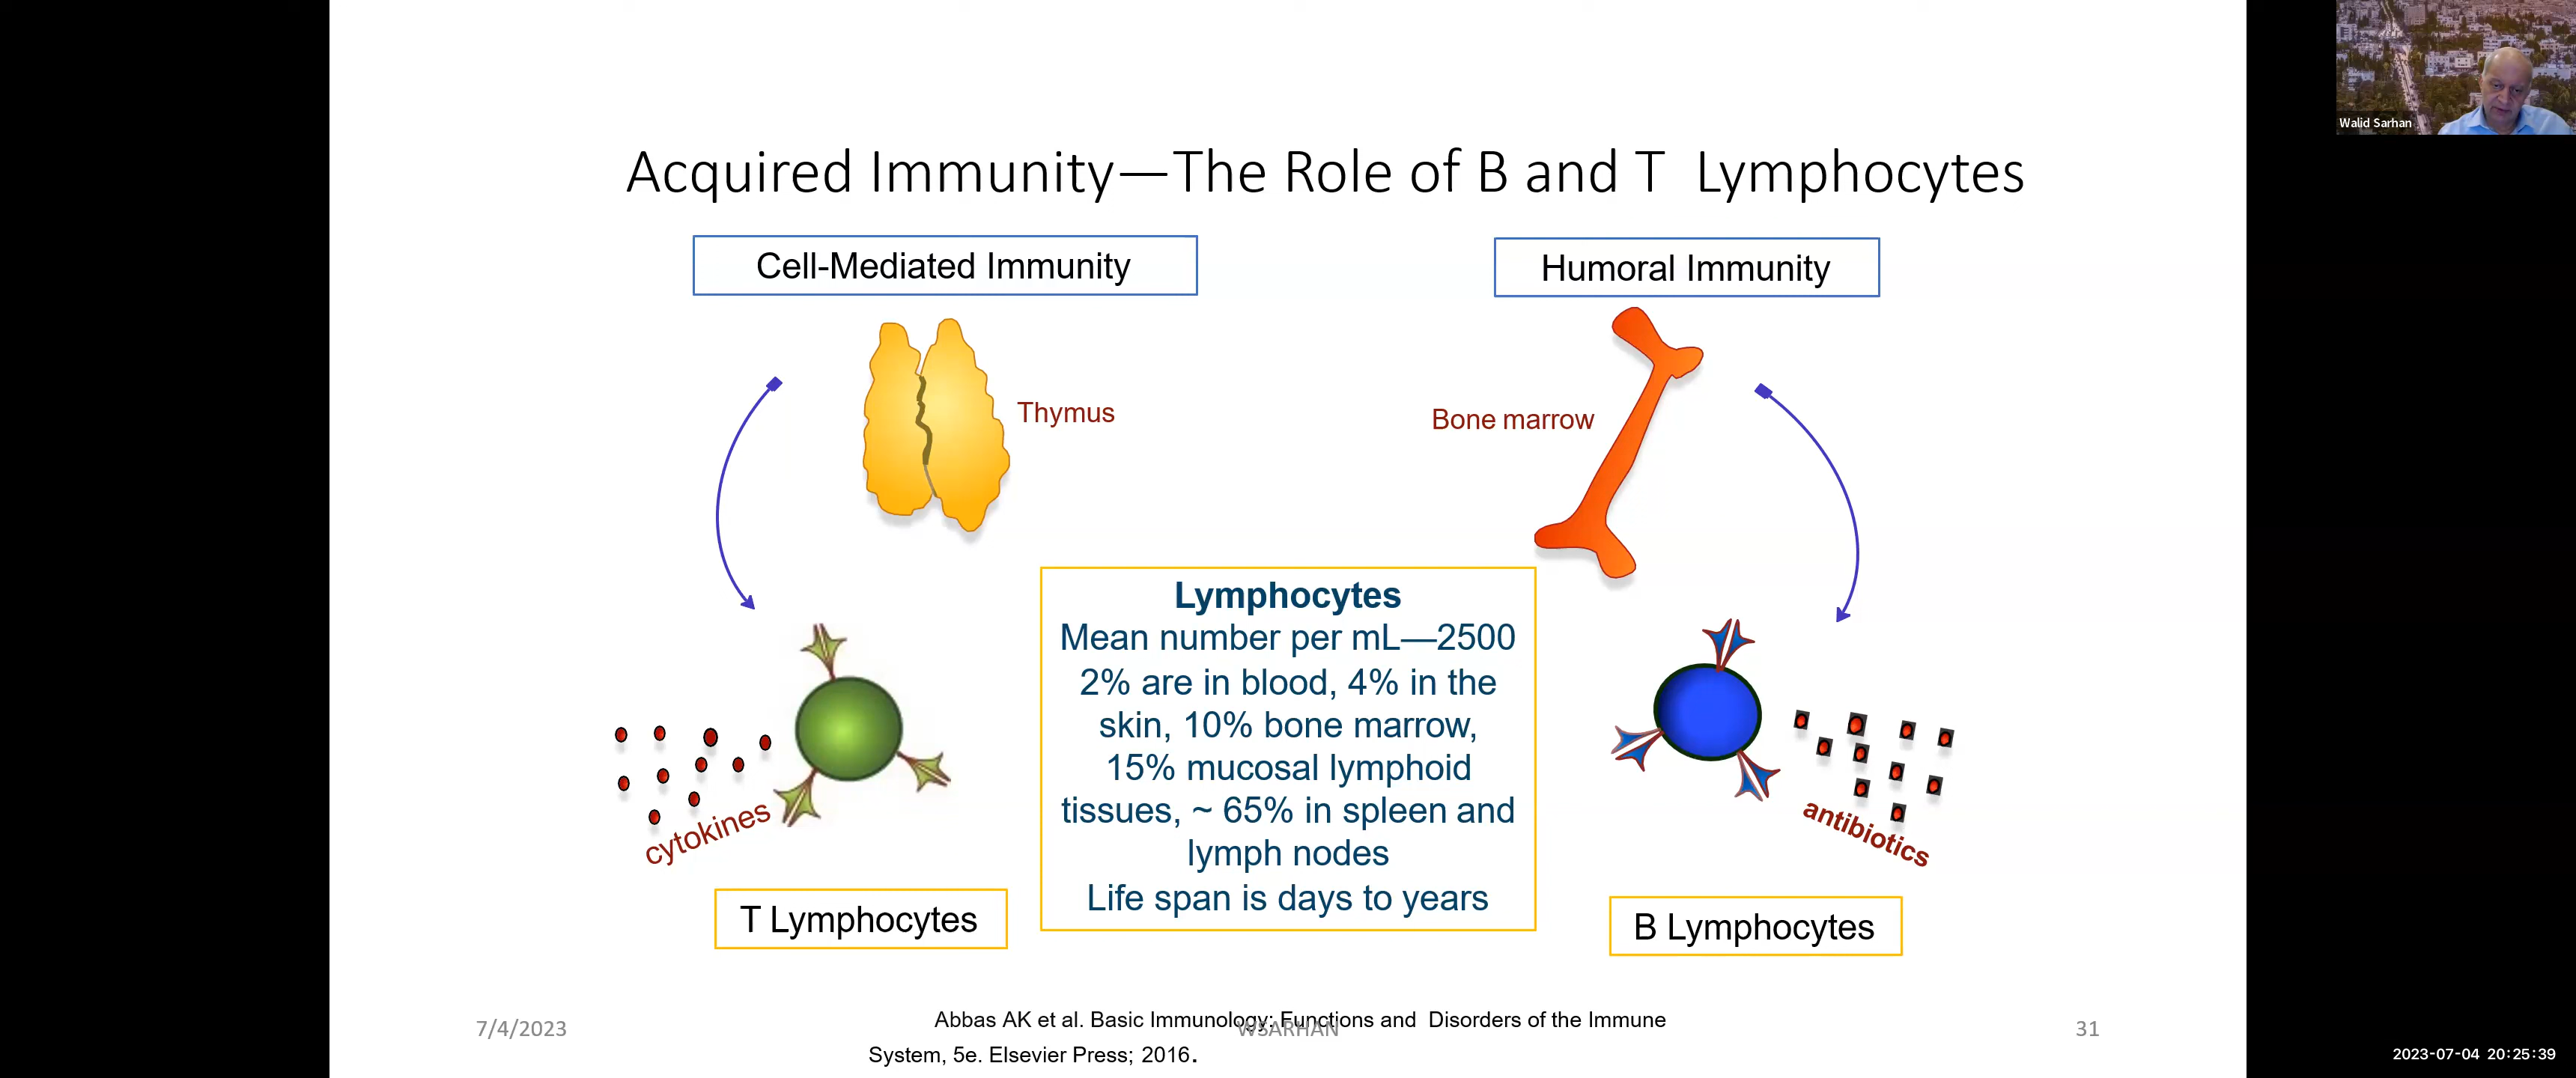 Walid Sarhan
Acquired Immunity—The Role of B and T Lymphocytes
Cell-Mediated Immunity
Humoral Immunity
Thymus
Bone marrow
Lymphocytes
Mean number per mL—2500
2% are in blood, 4% in the
skin, 10% bone marrow,
15% mucosal lymphoid
tissues, ~ 65% in spleen and
lymph nodes
Life span is days to years
cytokines
antibiotics
T Lymphocytes
B Lymphocytes
Abbas AK et al. Basic Immunology: Functions and Disorders of the Immune
System, 5e. Elsevier Press; 2016.
7/4/2023
WSARHAN
31
2023-07-04 20:25:39